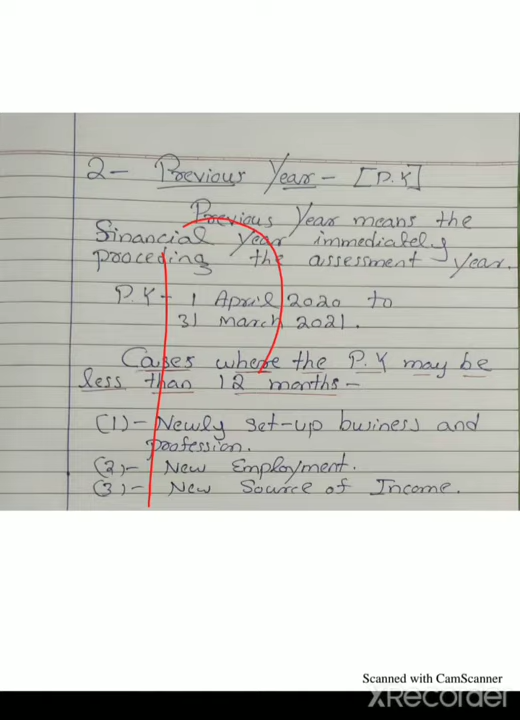 2- Previous Year - [P.Y]
Previous Year means the
Financial year immediately
proceding the assessment year.
P.Y- 1 April 2020 to
31 march 2021.
Cases where the P.Y may be
less than 12 months-
(1)- Newly set-up business and
profession.
(2)- New Employment.
(3)- New Source of Income.
Scanned with CamScanner
XRecorder